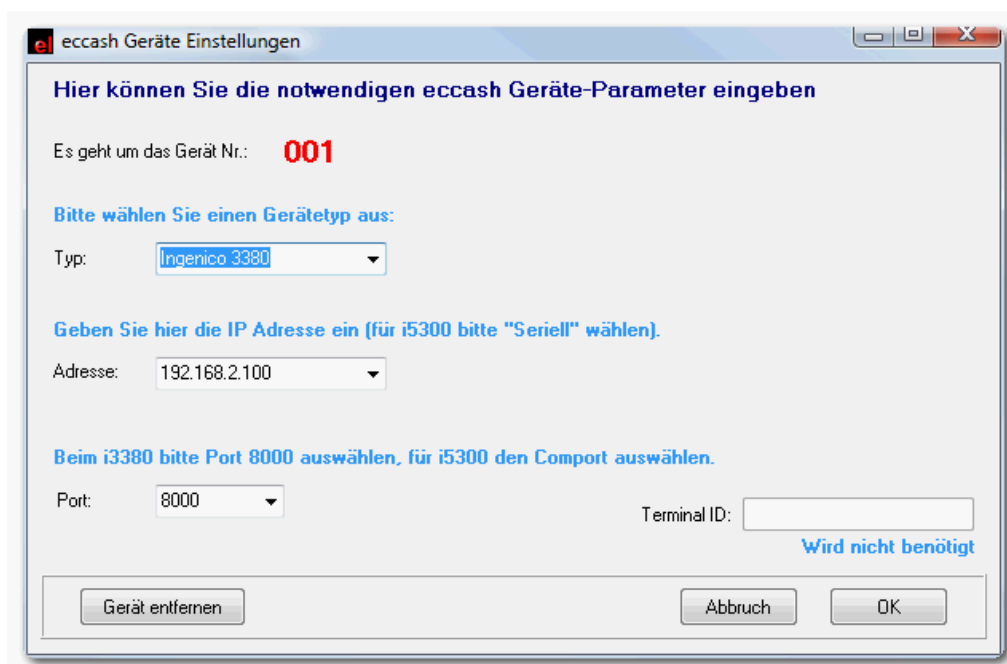 el eccash Geräte Einstellungen
Hier können Sie die notwendigen eccash Geräte-Parameter eingeben
Es geht um das Gerät Nr.: 001
Bitte wählen Sie einen Gerätetyp aus:
Typ: Ingenico 3380
Geben Sie hier die IP Adresse ein (für i5300 bitte "Seriell" wählen).
Adresse: 192.168.2.100
Beim i3380 bitte Port 8000 auswählen, für i5300 den Comport auswählen.
Port: 8000
Terminal ID:
Wird nicht benötigt
Gerät entfernen Abbruch OK